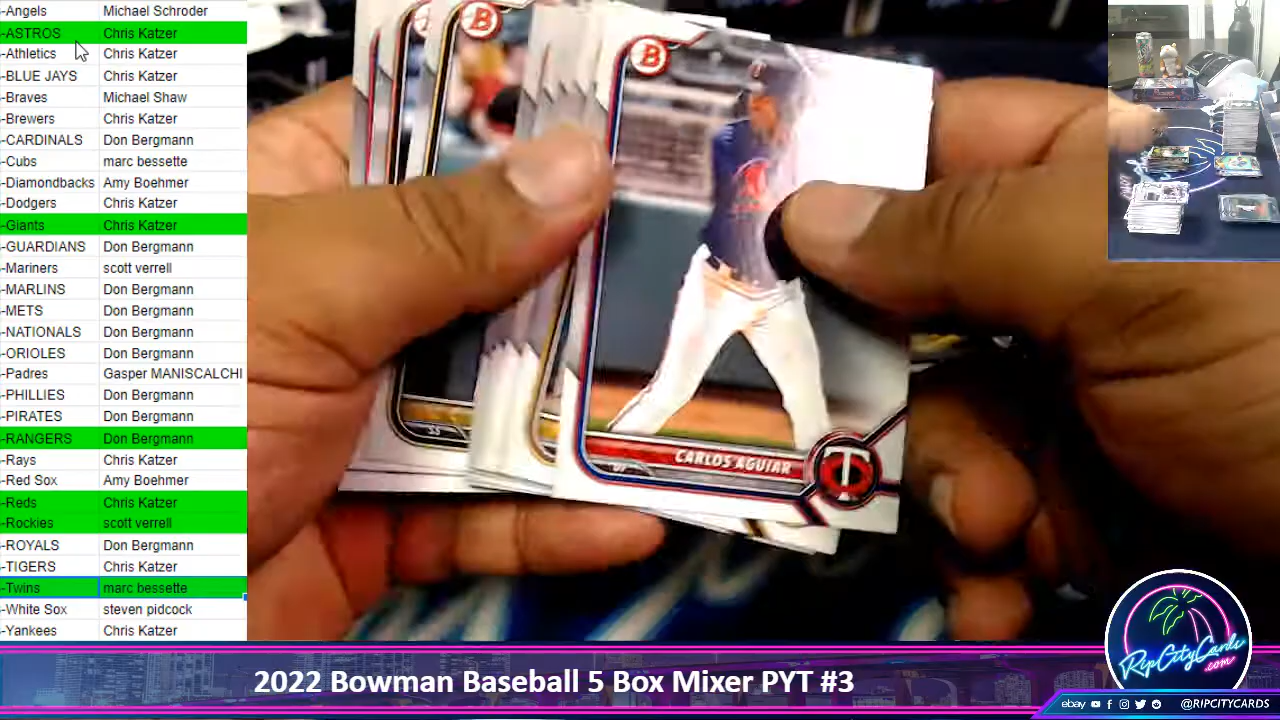 -Angels Michael Schroder
-ASTROS Chris Katzer
-Athletics Chris Katzer
-BLUE JAYS Chris Katzer
-Braves Michael Shaw
-Brewers Chris Katzer
-CARDINALS Don Bergmann
-Cubs marc bessette
-Diamondbacks Amy Boehmer
-Dodgers Chris Katzer
-Giants Chris Katzer
-GUARDIANS Don Bergmann
-Mariners scott verrell
-MARLINS Don Bergmann
-METS Don Bergmann
-NATIONALS Don Bergmann
-ORIOLES Don Bergmann
-Padres Gasper MANISCALCHI
-PHILLIES Don Bergmann
-PIRATES Don Bergmann
-RANGERS Don Bergmann
-Rays Chris Katzer
-Red Sox Amy Boehmer
-Reds Chris Katzer
-Rockies scott verrell
-ROYALS Don Bergmann
-TIGERS Chris Katzer
-Twins marc bessette
-White Sox steven pidcock
-Yankees Chris Katzer
B
B
SS
OF
CARLOS AGUIAR
T C
RipCityCards
.com
2022 Bowman Baseball 5 Box Mixer PYT #3
ebay @RIPCITYCARDS